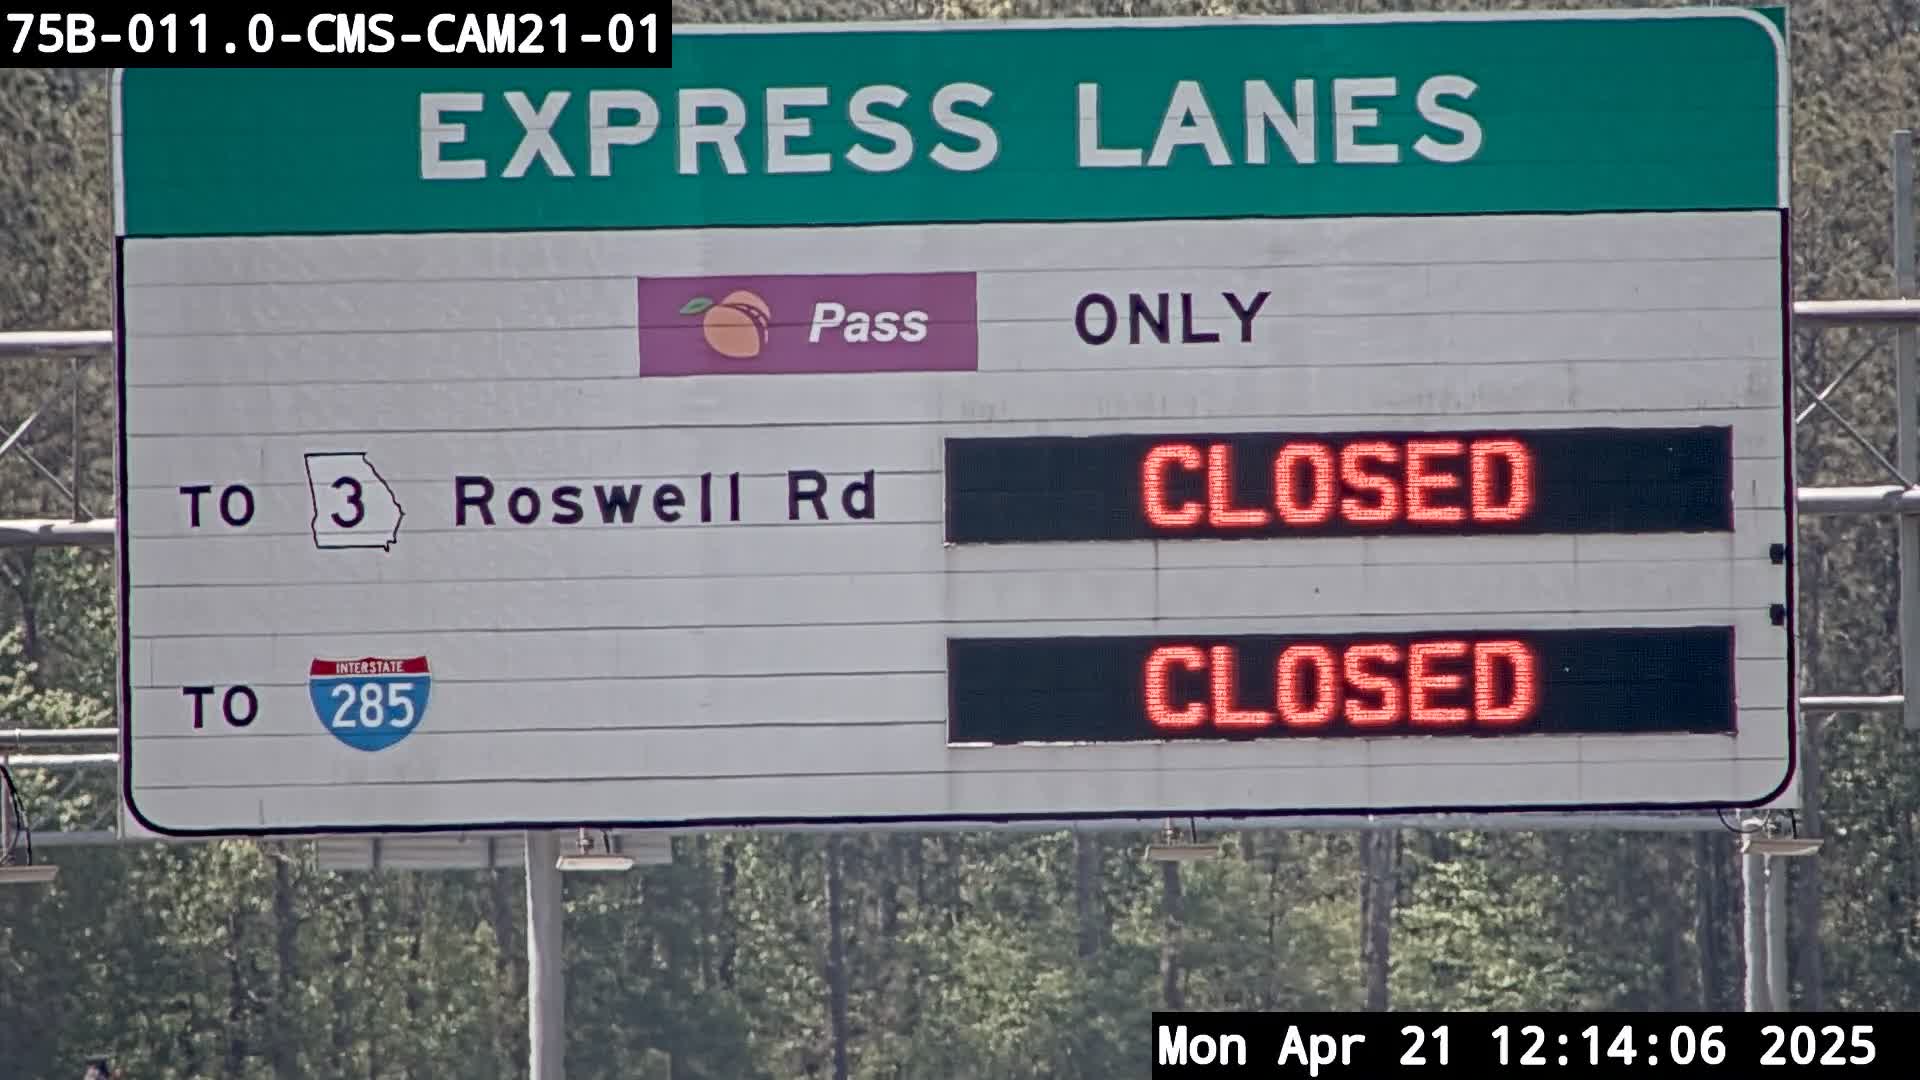 75B-011.0-CMS-CAM21-01
EXPRESS LANES
Pass ONLY
TO 3 Roswell Rd CLOSED
INTERSTATE
TO 285 CLOSED
Mon Apr 21 12:14:06 2025